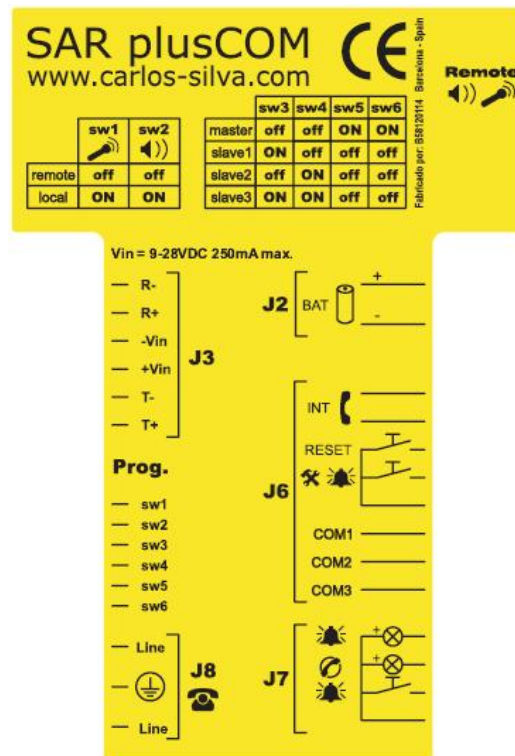 SAR plusCOM
www.carlos-silva.com
CE
Fabricado por: B58120114 Barcelona - Spain
Remote
sw1 sw2
remote off off
local ON ON
sw3 sw4 sw5 sw6
master off off ON ON
slave1 ON off off off
slave2 off ON off off
slave3 ON ON off off
Vin = 9-28VDC 250mA max.
R-
R+
-Vin
+Vin
T-
T+
J3
Prog.
sw1
sw2
sw3
sw4
sw5
sw6
Line
Line
J8
J2 BAT + -
J6
INT
RESET
COM1
COM2
COM3
J7
+
+